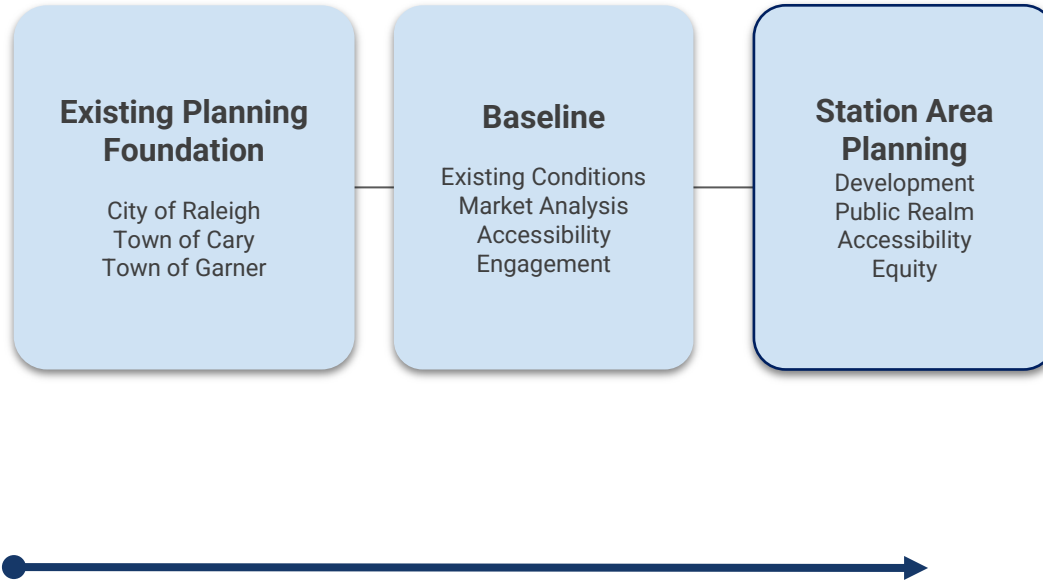 Existing Planning
Foundation
City of Raleigh
Town of Cary
Town of Garner
Baseline
Existing Conditions
Market Analysis
Accessibility
Engagement
Station Area
Planning
Development
Public Realm
Accessibility
Equity